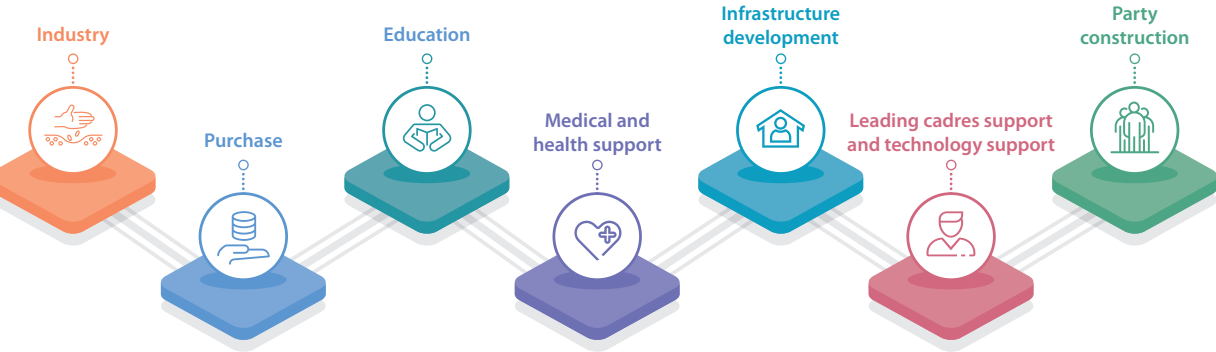 Industry
Purchase
Education
Medical and
health support
Infrastructure
development
Leading cadres support
and technology support
Party
construction